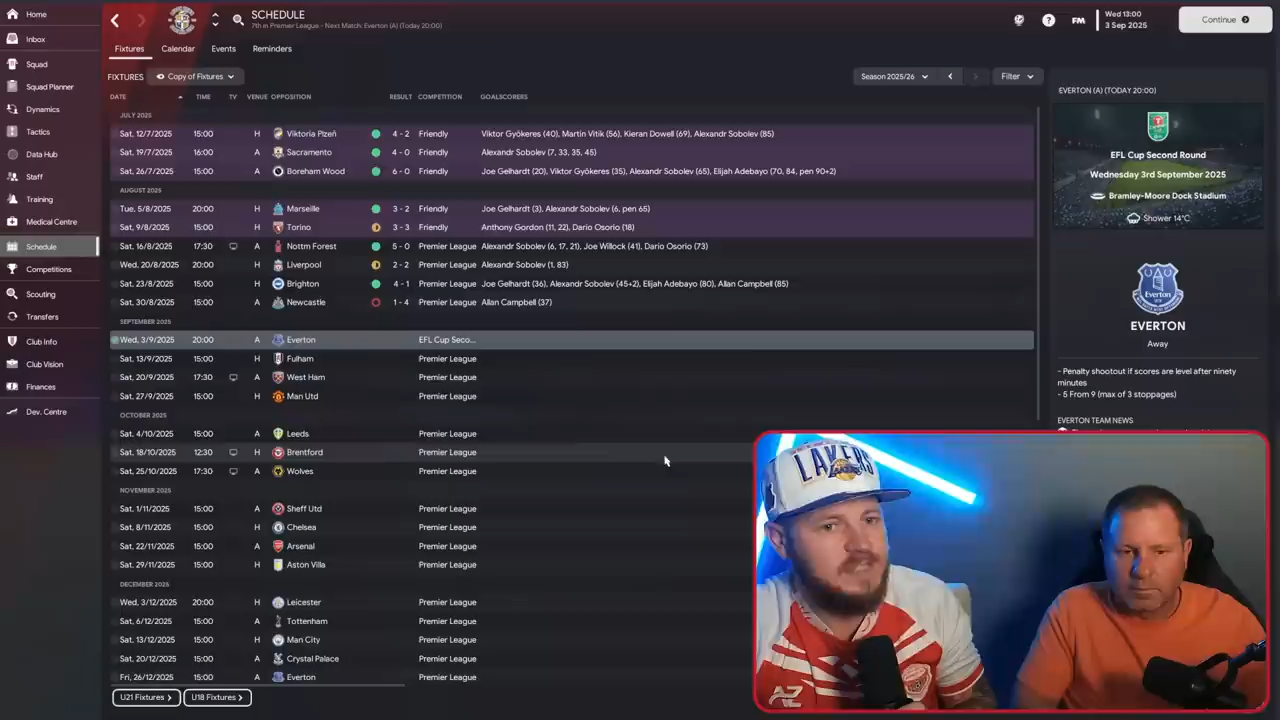 Home
Inbox
Squad
Squad Planner
Dynamics
Tactics
Data Hub
Staff
Training
Medical Centre
Schedule
Competitions
Scouting
Transfers
Club Info
Club Vision
Finances
Dev. Centre
SCHEDULE
7th in Premier League - Next Match: Everton (A) (Today 20:00)
FM
Wed 13:00
3 Sep 2025
Continue
Fixtures Calendar Events Reminders
FIXTURES Copy of Fixtures
Season 2025/26
Filter
DATE TIME TV VENUE OPPOSITION RESULT COMPETITION GOALSCORERS
JULY 2025
Sat, 12/7/2025 15:00 H Viktoria Plzeň 4 - 2 Friendly Viktor Gyökeres (40), Martin Vitik (56), Kieran Dowell (69), Alexandr Sobolev (85)
Sat, 19/7/2025 16:00 A Sacramento 4 - 0 Friendly Alexandr Sobolev (7, 33, 35, 45)
Sat, 26/7/2025 15:00 A Boreham Wood 6 - 0 Friendly Joe Gelhardt (20), Viktor Gyökeres (35), Alexandr Sobolev (65), Elijah Adebayo (70, 84, pen 90+2)
AUGUST 2025
Tue, 5/8/2025 20:00 H Marseille 3 - 2 Friendly Joe Gelhardt (3), Alexandr Sobolev (6, pen 65)
Sat, 9/8/2025 15:00 H Torino 3 - 3 Friendly Anthony Gordon (11, 22), Darío Osorio (18)
Sat, 16/8/2025 17:30 A Nottm Forest 5 - 0 Premier League Alexandr Sobolev (6, 17, 21), Joe Willock (41), Darío Osorio (73)
Wed, 20/8/2025 20:00 H Liverpool 2 - 2 Premier League Alexandr Sobolev (1, 83)
Sat, 23/8/2025 15:00 H Brighton 4 - 1 Premier League Joe Gelhardt (36), Alexandr Sobolev (45+2), Elijah Adebayo (80), Allan Campbell (85)
Sat, 30/8/2025 15:00 A Newcastle 1 - 4 Premier League Allan Campbell (37)
SEPTEMBER 2025
Wed, 3/9/2025 20:00 A Everton EFL Cup Seco...
Sat, 13/9/2025 15:00 H Fulham Premier League
Sat, 20/9/2025 17:30 A West Ham Premier League
Sat, 27/9/2025 15:00 H Man Utd Premier League
OCTOBER 2025
Sat, 4/10/2025 15:00 A Leeds Premier League
Sat, 18/10/2025 12:30 H Brentford Premier League
Sat, 25/10/2025 17:30 A Wolves Premier League
NOVEMBER 2025
Sat, 1/11/2025 15:00 A Sheff Utd Premier League
Sat, 8/11/2025 15:00 H Chelsea Premier League
Sat, 22/11/2025 15:00 A Arsenal Premier League
Sat, 29/11/2025 15:00 H Aston Villa Premier League
DECEMBER 2025
Wed, 3/12/2025 20:00 H Leicester Premier League
Sat, 6/12/2025 15:00 A Tottenham Premier League
Sat, 13/12/2025 15:00 H Man City Premier League
Sat, 20/12/2025 15:00 A Crystal Palace Premier League
Fri, 26/12/2025 15:00 A Everton Premier League
U21 Fixtures
U18 Fixtures
EVERTON (A) (TODAY 20:00)
EFL Cup Second Round
Wednesday 3rd September 2025
Bramley-Moore Dock Stadium
Shower 14°C
Everton
EVERTON
Away
- Penalty shootout if scores are level after ninety
minutes
- 5 From 9 (max of 3 stoppages)
EVERTON TEAM NEWS
LAKERS